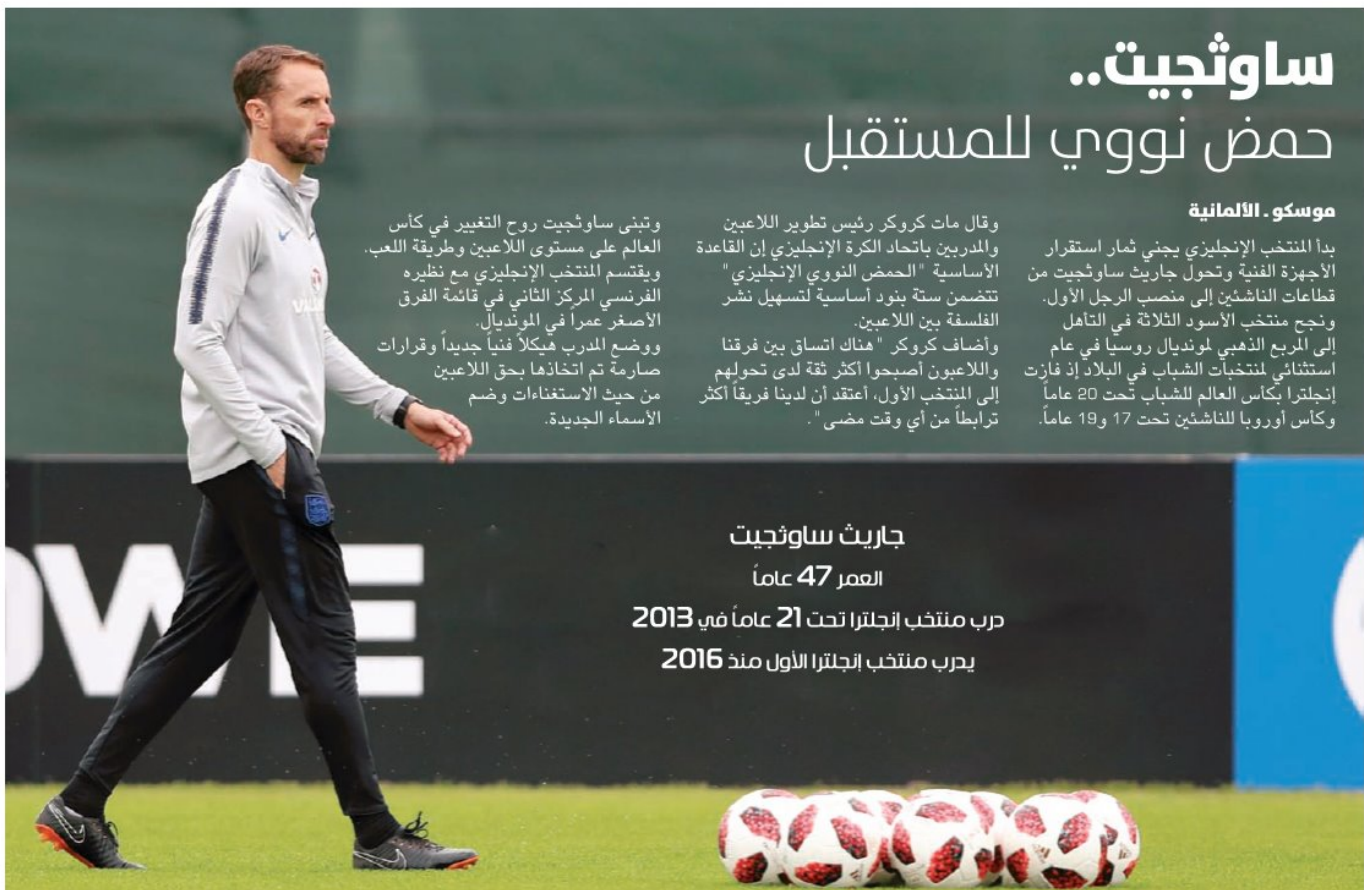 ساوثجيت..
حمض نووي للمستقبل
موسكو ـ الألمانية
بدأ المنتخب الإنجليزي يجني ثمار استقرار
الأجهزة الفنية وتحول جاريث ساوثجيت من
قطاعات الناشئين إلى منصب الرجل الأول.
ونجح منتخب الأسود الثلاثة في التأهل
إلى المربع الذهبي لمونديال روسيا في عام
استثنائي لمنتخبات الشباب في البلاد إذ فازت
إنجلترا بكأس العالم للشباب تحت 20 عاماً
وكأس أوروبا للناشئين تحت 17 و19 عاماً.
وقال مات كروكر رئيس تطوير اللاعبين
والمدربين باتحاد الكرة الإنجليزي إن القاعدة
الأساسية "الحمض النووي الإنجليزي"
تتضمن ستة بنود أساسية لتسهيل نشر
الفلسفة بين اللاعبين.
وأضاف كروكر "هناك اتساق بين فرقنا
واللاعبون أصبحوا أكثر ثقة لدى تحولهم
إلى المنتخب الأول، أعتقد أن لدينا فريقاً أكثر
ترابطاً من أي وقت مضى".
وتبنى ساوثجيت روح التغيير في كأس
العالم على مستوى اللاعبين وطريقة اللعب.
ويقتسم المنتخب الإنجليزي مع نظيره
الفرنسي المركز الثاني في قائمة الفرق
الأصغر عمراً في المونديال.
ووضع المدرب هيكلاً فنياً جديداً وقرارات
صارمة تم اتخاذها بحق اللاعبين
من حيث الاستغناءات وضم
الأسماء الجديدة.
جاريث ساوثجيت
العمر 47 عاماً
درب منتخب إنجلترا تحت 21 عاماً في 2013
يدرب منتخب إنجلترا الأول منذ 2016